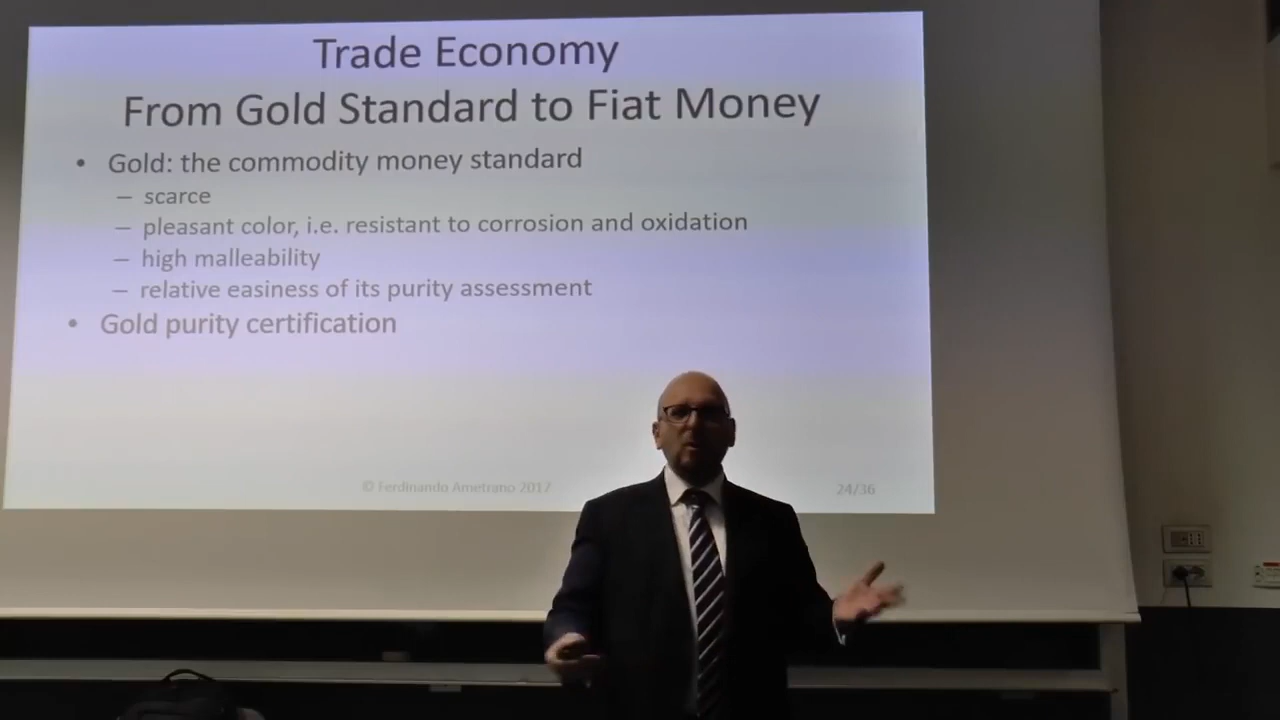 Trade Economy
From Gold Standard to Fiat Money
• Gold: the commodity money standard
– scarce
– pleasant color, i.e. resistant to corrosion and oxidation
– high malleability
– relative easiness of its purity assessment
• Gold purity certification
© Ferdinando Ametrano 2017
24/36